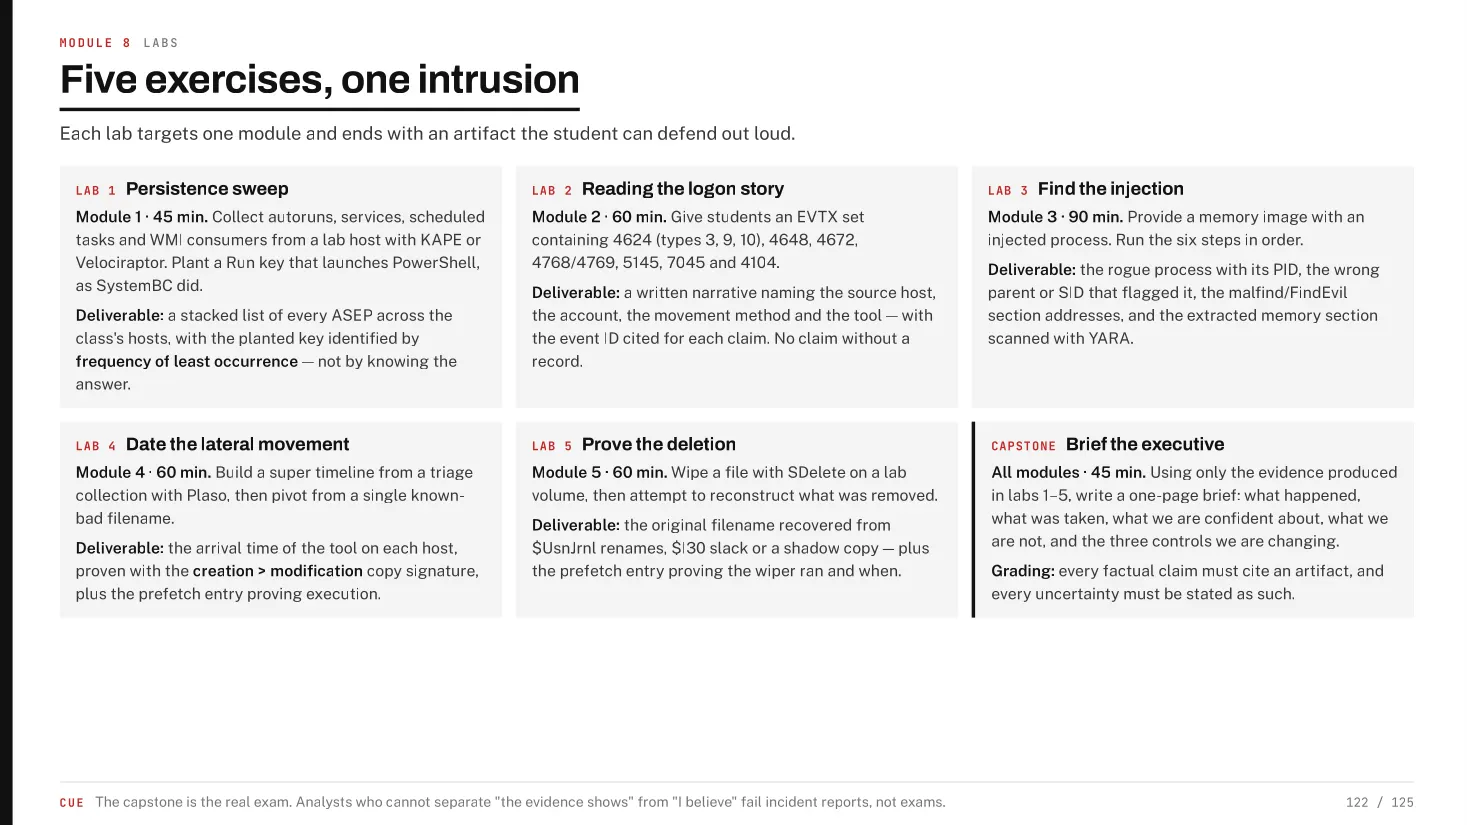 MODULE 8 LABS
Five exercises, one intrusion
Each lab targets one module and ends with an artifact the student can defend out loud.
LAB 1 Persistence sweep
Module 1 · 45 min. Collect autoruns, services, scheduled
tasks and WMI consumers from a lab host with KAPE or
Velociraptor. Plant a Run key that launches PowerShell,
as SystemBC did.
Deliverable: a stacked list of every ASEP across the
class's hosts, with the planted key identified by
frequency of least occurrence — not by knowing the
answer.
LAB 2 Reading the logon story
Module 2 · 60 min. Give students an EVTX set
containing 4624 (types 3, 9, 10), 4648, 4672,
4768/4769, 5145, 7045 and 4104.
Deliverable: a written narrative naming the source host,
the account, the movement method and the tool — with
the event ID cited for each claim. No claim without a
record.
LAB 3 Find the injection
Module 3 · 90 min. Provide a memory image with an
injected process. Run the six steps in order.
Deliverable: the rogue process with its PID, the wrong
parent or SID that flagged it, the malfind/FindEvil
section addresses, and the extracted memory section
scanned with YARA.
LAB 4 Date the lateral movement
Module 4 · 60 min. Build a super timeline from a triage
collection with Plaso, then pivot from a single known-
bad filename.
Deliverable: the arrival time of the tool on each host,
proven with the creation > modification copy signature,
plus the prefetch entry proving execution.
LAB 5 Prove the deletion
Module 5 · 60 min. Wipe a file with SDelete on a lab
volume, then attempt to reconstruct what was removed.
Deliverable: the original filename recovered from
$UsnJrnl renames, $I30 slack or a shadow copy — plus
the prefetch entry proving the wiper ran and when.
CAPSTONE Brief the executive
All modules · 45 min. Using only the evidence produced
in labs 1–5, write a one-page brief: what happened,
what was taken, what we are confident about, what we
are not, and the three controls we are changing.
Grading: every factual claim must cite an artifact, and
every uncertainty must be stated as such.
CUE The capstone is the real exam. Analysts who cannot separate "the evidence shows" from "I believe" fail incident reports, not exams.
122 / 125